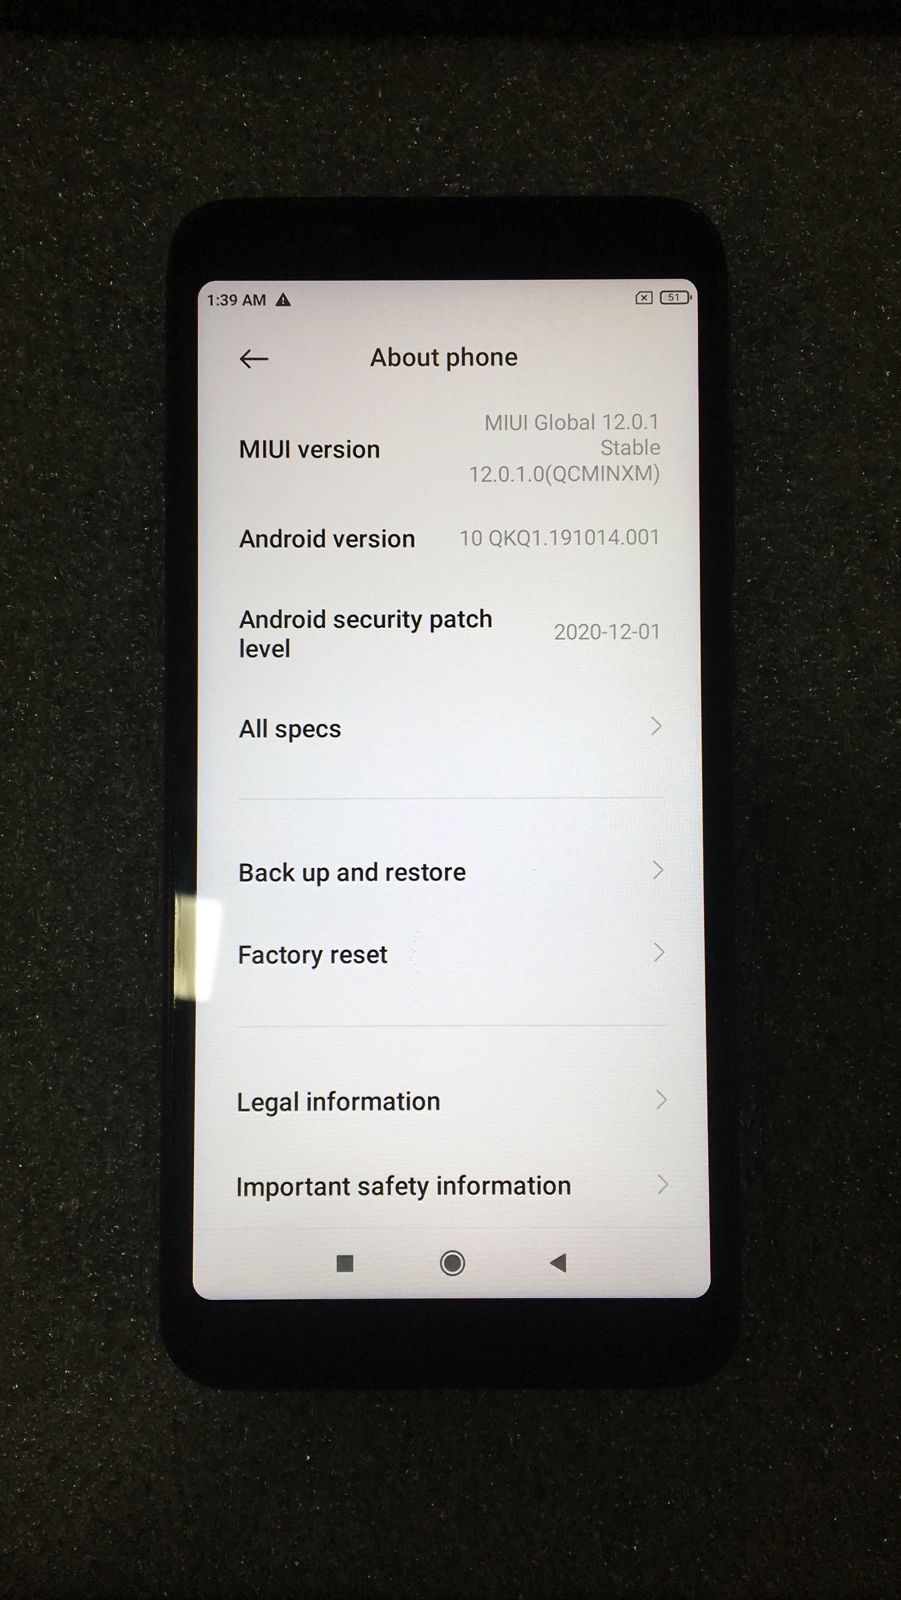 1:39 AM 51
About phone
MIUI version
MIUI Global 12.0.1
Stable
12.0.1.0(QCMINXM)
Android version 10 QKQ1.191014.001
Android security patch
level
2020-12-01
All specs
Back up and restore
Factory reset
Legal information
Important safety information